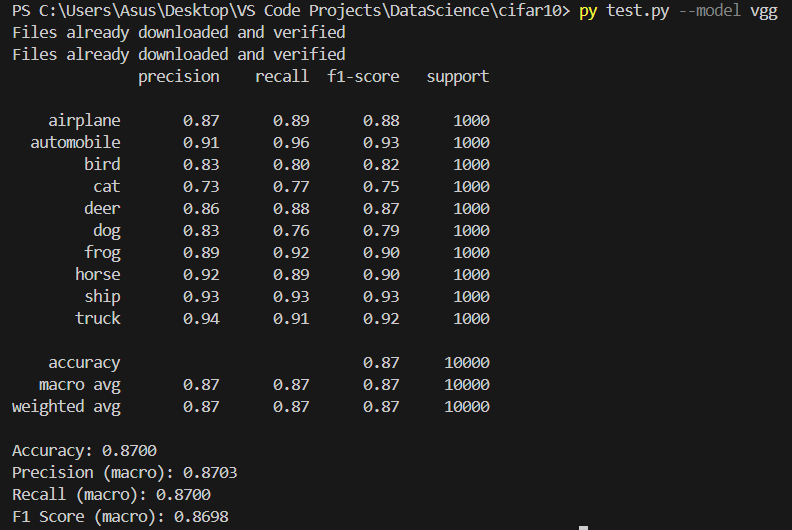 PS C:\Users\Asus\Desktop\VS Code Projects\DataScience\cifar10> py test.py --model vgg
Files already downloaded and verified
Files already downloaded and verified
precision recall f1-score support
airplane 0.87 0.89 0.88 1000
automobile 0.91 0.96 0.93 1000
bird 0.83 0.80 0.82 1000
cat 0.73 0.77 0.75 1000
deer 0.86 0.88 0.87 1000
dog 0.83 0.76 0.79 1000
frog 0.89 0.92 0.90 1000
horse 0.92 0.89 0.90 1000
ship 0.93 0.93 0.93 1000
truck 0.94 0.91 0.92 1000
accuracy 0.87 10000
macro avg 0.87 0.87 0.87 10000
weighted avg 0.87 0.87 0.87 10000
Accuracy: 0.8700
Precision (macro): 0.8703
Recall (macro): 0.8700
F1 Score (macro): 0.8698